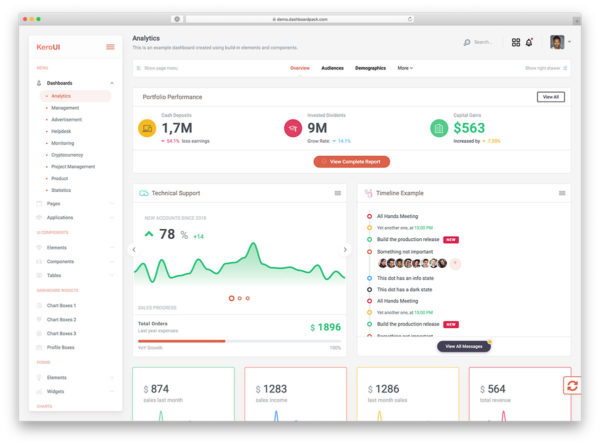 demo.dashboardpack.com
KeroUI
MENU
Dashboards
Analytics
Management
Advertisement
Helpdesk
Monitoring
Cryptocurrency
Project Management
Product
Statistics
Pages
Applications
UI COMPONENTS
Elements
Components
Tables
DASHBOARD WIDGETS
Chart Boxes 1
Chart Boxes 2
Chart Boxes 3
Profile Boxes
FORMS
Elements
Widgets
CHARTS
Analytics
This is an example dashboard created using build-in elements and components.
Search...
Show page menu
Overview
Audiences
Demographics
More
Show right drawer
Portfolio Performance
View All
Cash Deposits
1,7M
54.1% less earnings
Invested Dividents
9M
Grow Rate: 14.1%
Capital Gains
$563
Increased by 7.35%
View Complete Report
Technical Support
NEW ACCOUNTS SINCE 2018
78 % +14
SALES PROGRESS
Total Orders
Last year expenses
$ 1896
YoY Growth
100%
Timeline Example
All Hands Meeting
Yet another one, at 15:00 PM
Build the production release NEW
Something not important
+
This dot has an info state
This dot has a dark state
All Hands Meeting
Yet another one, at 15:00 PM
Build the production release NEW
Something not important
View All Messages
$ 874
sales last month
$ 1283
sales income
$ 1286
last month sales
$ 564
total revenue